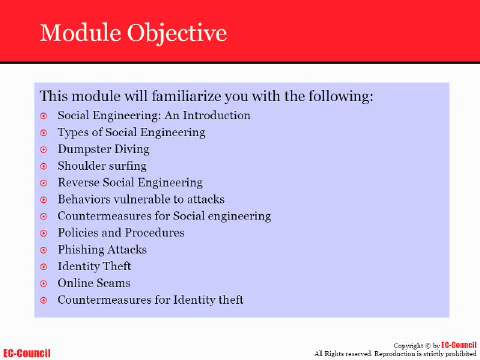 Module Objective
This module will familiarize you with the following:
Social Engineering: An Introduction
Types of Social Engineering
Dumpster Diving
Shoulder surfing
Reverse Social Engineering
Behaviors vulnerable to attacks
Countermeasures for Social engineering
Policies and Procedures
Phishing Attacks
Identity Theft
Online Scams
Countermeasures for Identity theft
EC-Council
Copyright © by EC-Council
All Rights reserved. Reproduction is strictly prohibited